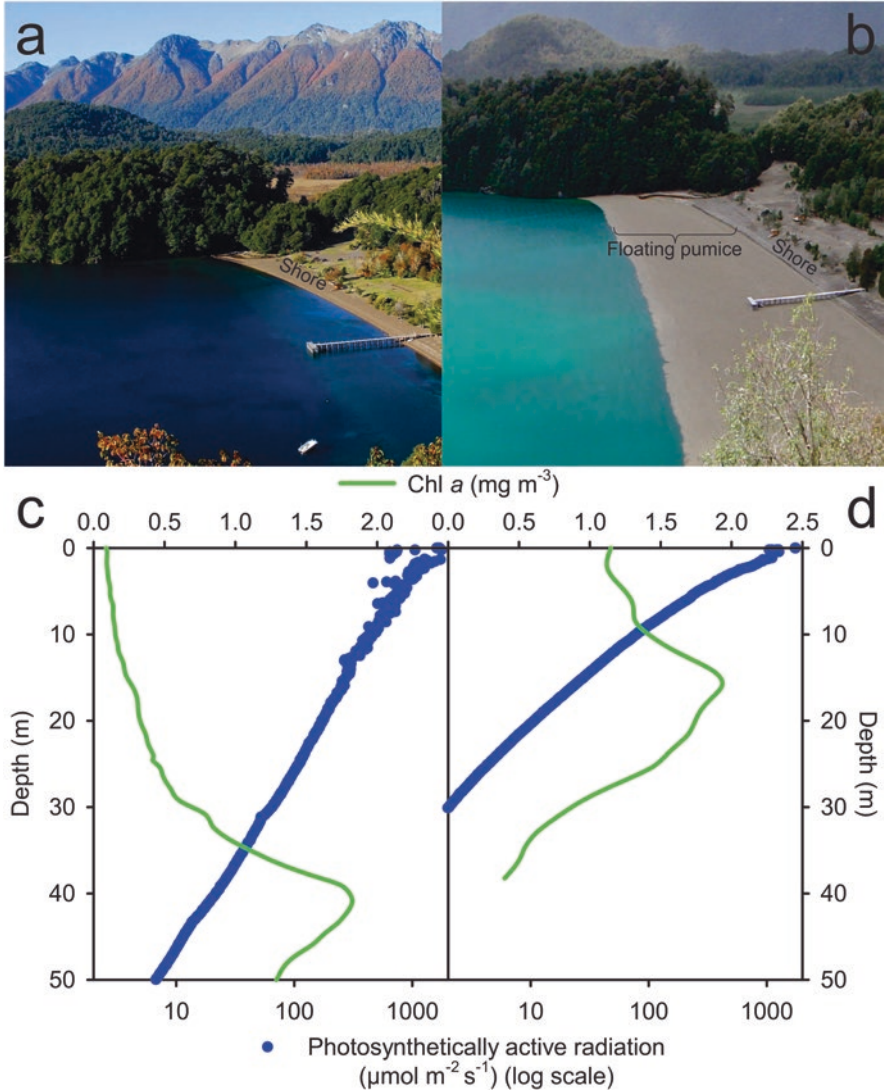 a
b
Shore
Floating pumice
Shore
Chl a (mg m⁻³)
c
d
0.0 0.5 1.0 1.5 2.0
0.0 0.5 1.0 1.5 2.0 2.5
0
10
20
30
40
50
Depth (m)
0
10
20
30
40
50
Depth (m)
10 100 1000
10 100 1000
Photosynthetically active radiation
(μmol m⁻² s⁻¹) (log scale)